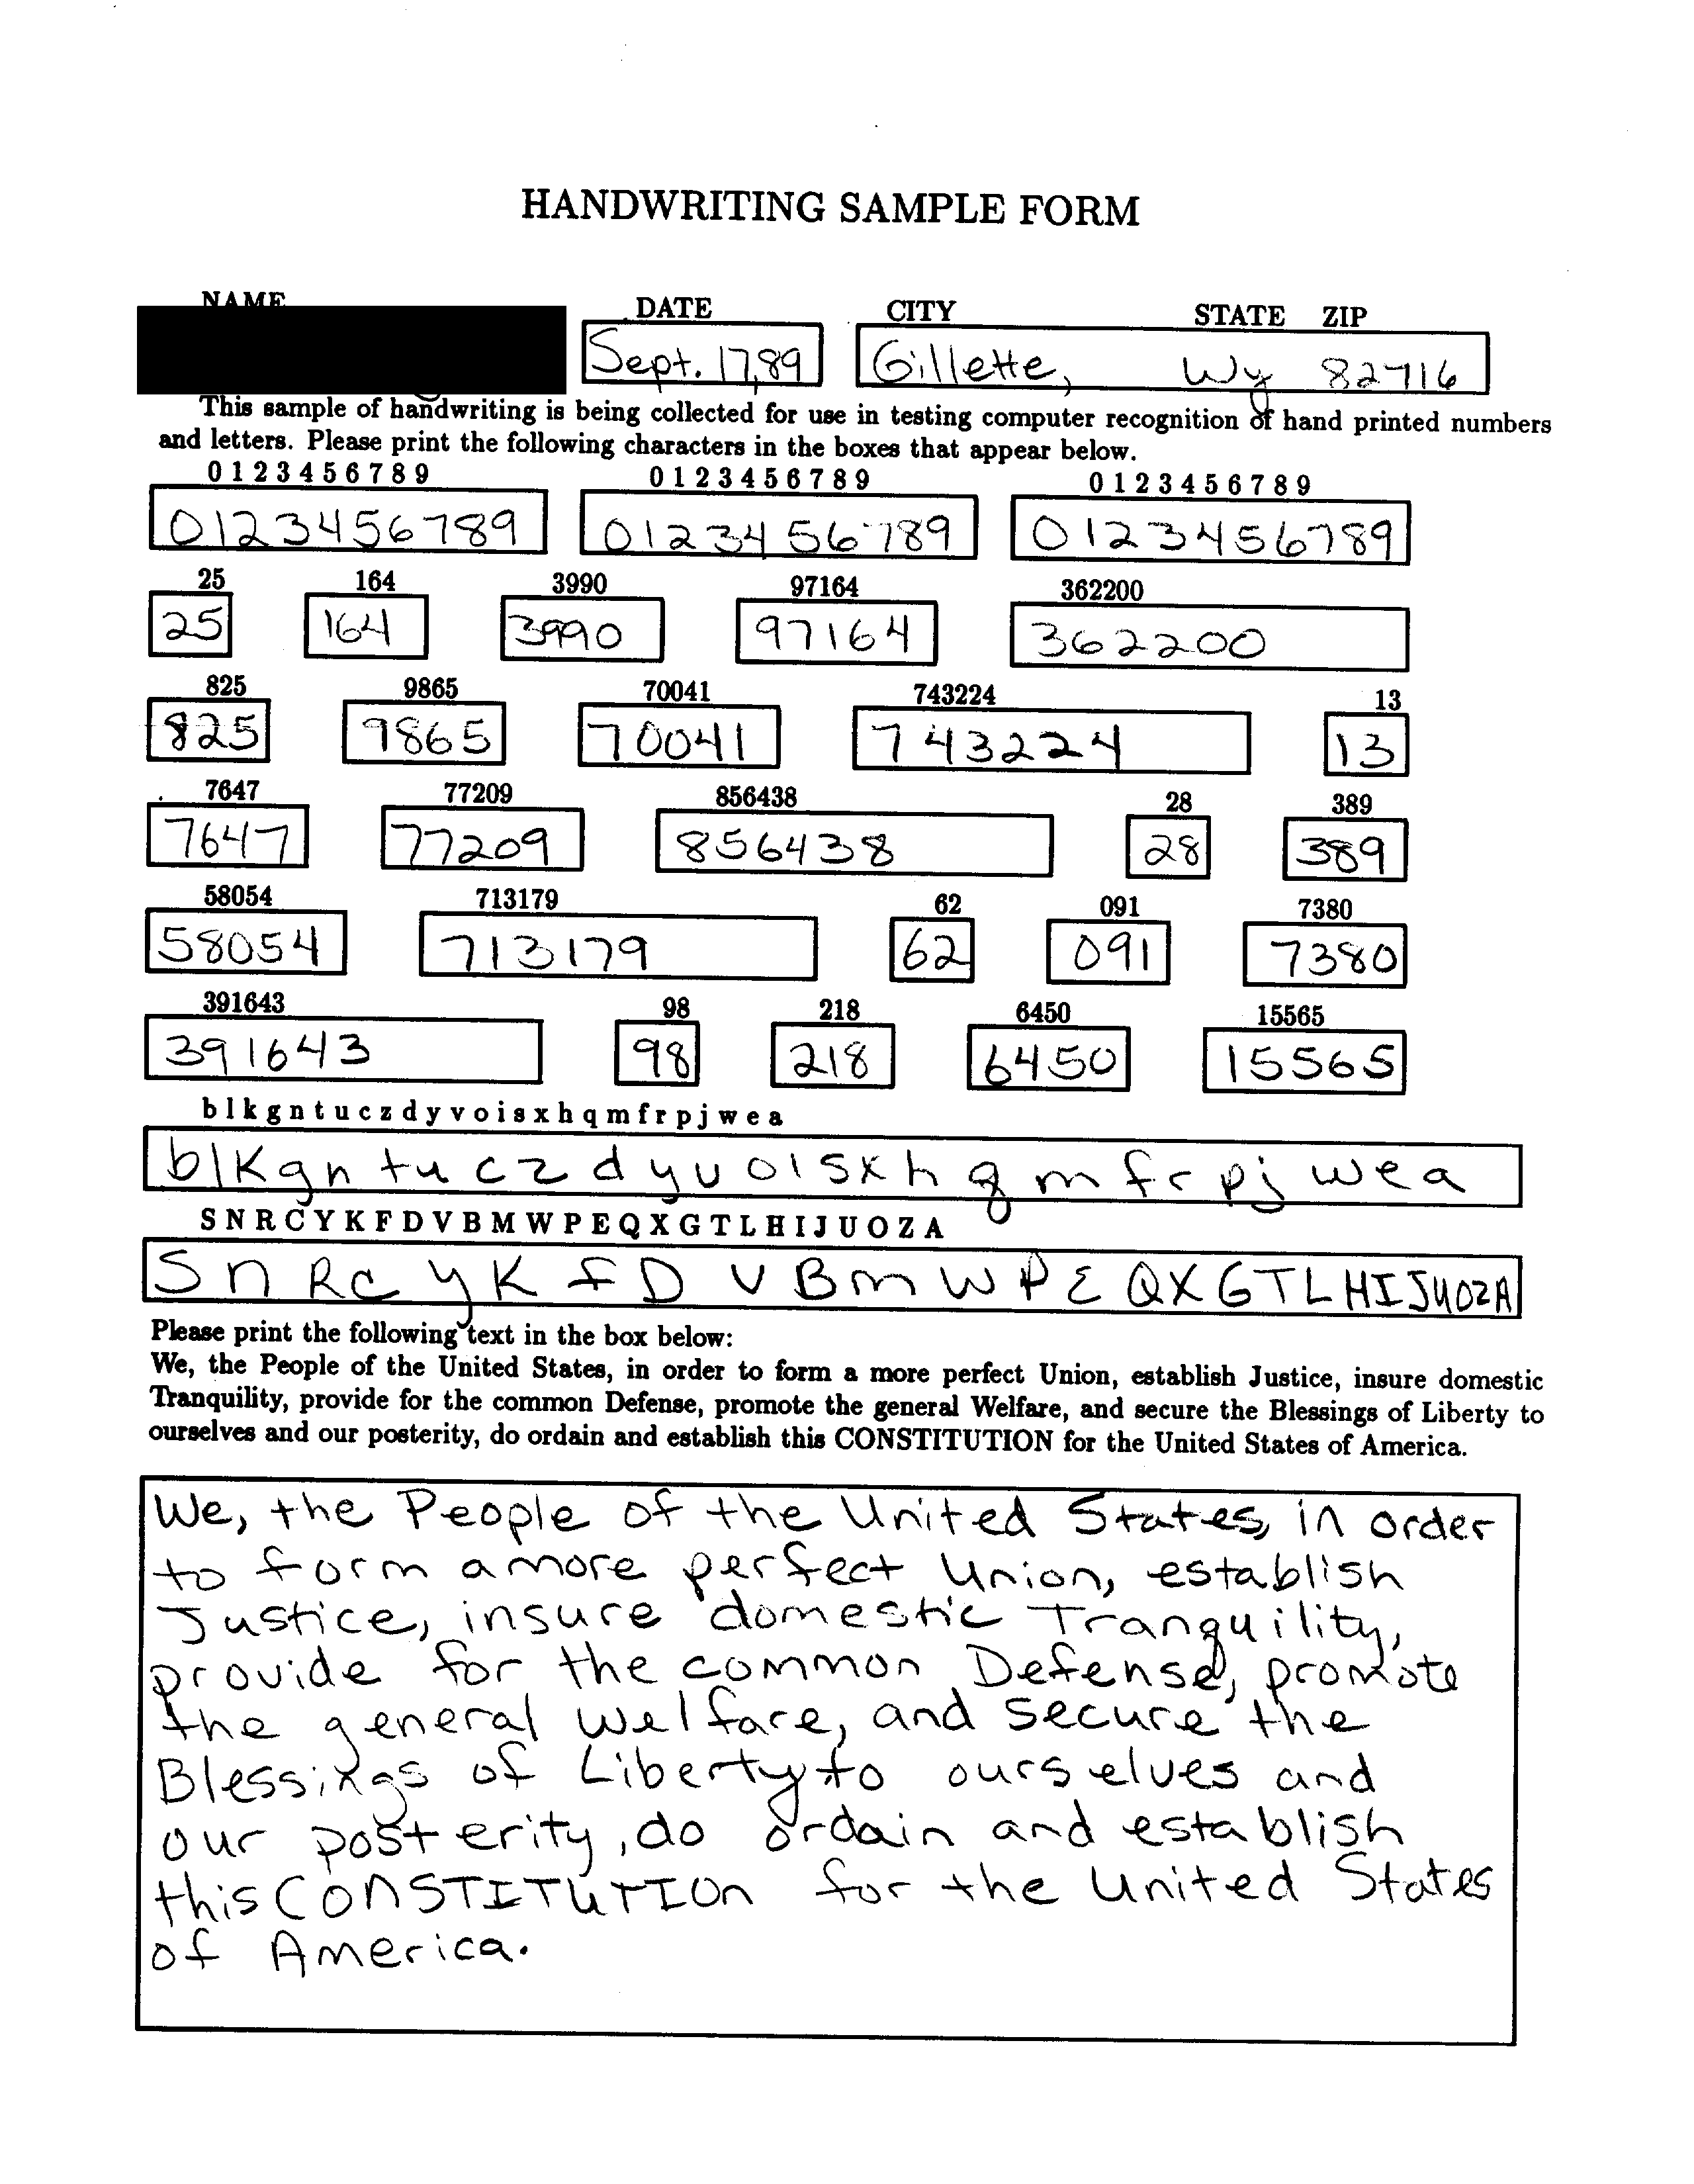 HANDWRITING SAMPLE FORM
NAME DATE CITY STATE ZIP
Sept. 17,89 Gillette, Wy 82716
This sample of handwriting is being collected for use in testing computer recognition of hand printed numbers
and letters. Please print the following characters in the boxes that appear below.
0 1 2 3 4 5 6 7 8 9 0 1 2 3 4 5 6 7 8 9 0 1 2 3 4 5 6 7 8 9
0123456789 0123456789 0123456789
25 164 3990 97164 362200
25 164 3990 97164 362200
825 9865 70041 743224 13
825 9865 70041 743224 13
7647 77209 856438 28 389
7647 77209 856438 28 389
58054 713179 62 091 7380
58054 713179 62 091 7380
391643 98 218 6450 15565
391643 98 218 6450 15565
b l k g n t u c z d y v o i s x h q m f r p j w e a
b l K g n t u c z d y v o i s x h q m f r p j w e a
S N R C Y K F D V B M W P E Q X G T L H I J U O Z A
S n R C y K f D V B m W P E Q X G T L H I J U O Z A
Please print the following text in the box below:
We, the People of the United States, in order to form a more perfect Union, establish Justice, insure domestic
Tranquility, provide for the common Defense, promote the general Welfare, and secure the Blessings of Liberty to
ourselves and our posterity, do ordain and establish this CONSTITUTION for the United States of America.
We, the People of the United States, in order
to form a more perfect Union, establish
Justice, insure domestic Tranquility,
provide for the common Defense, promote
the general Welfare, and secure the
Blessings of Liberty to ourselves and
our posterity, do ordain and establish
this CONSTITUTION for the United States
of America.